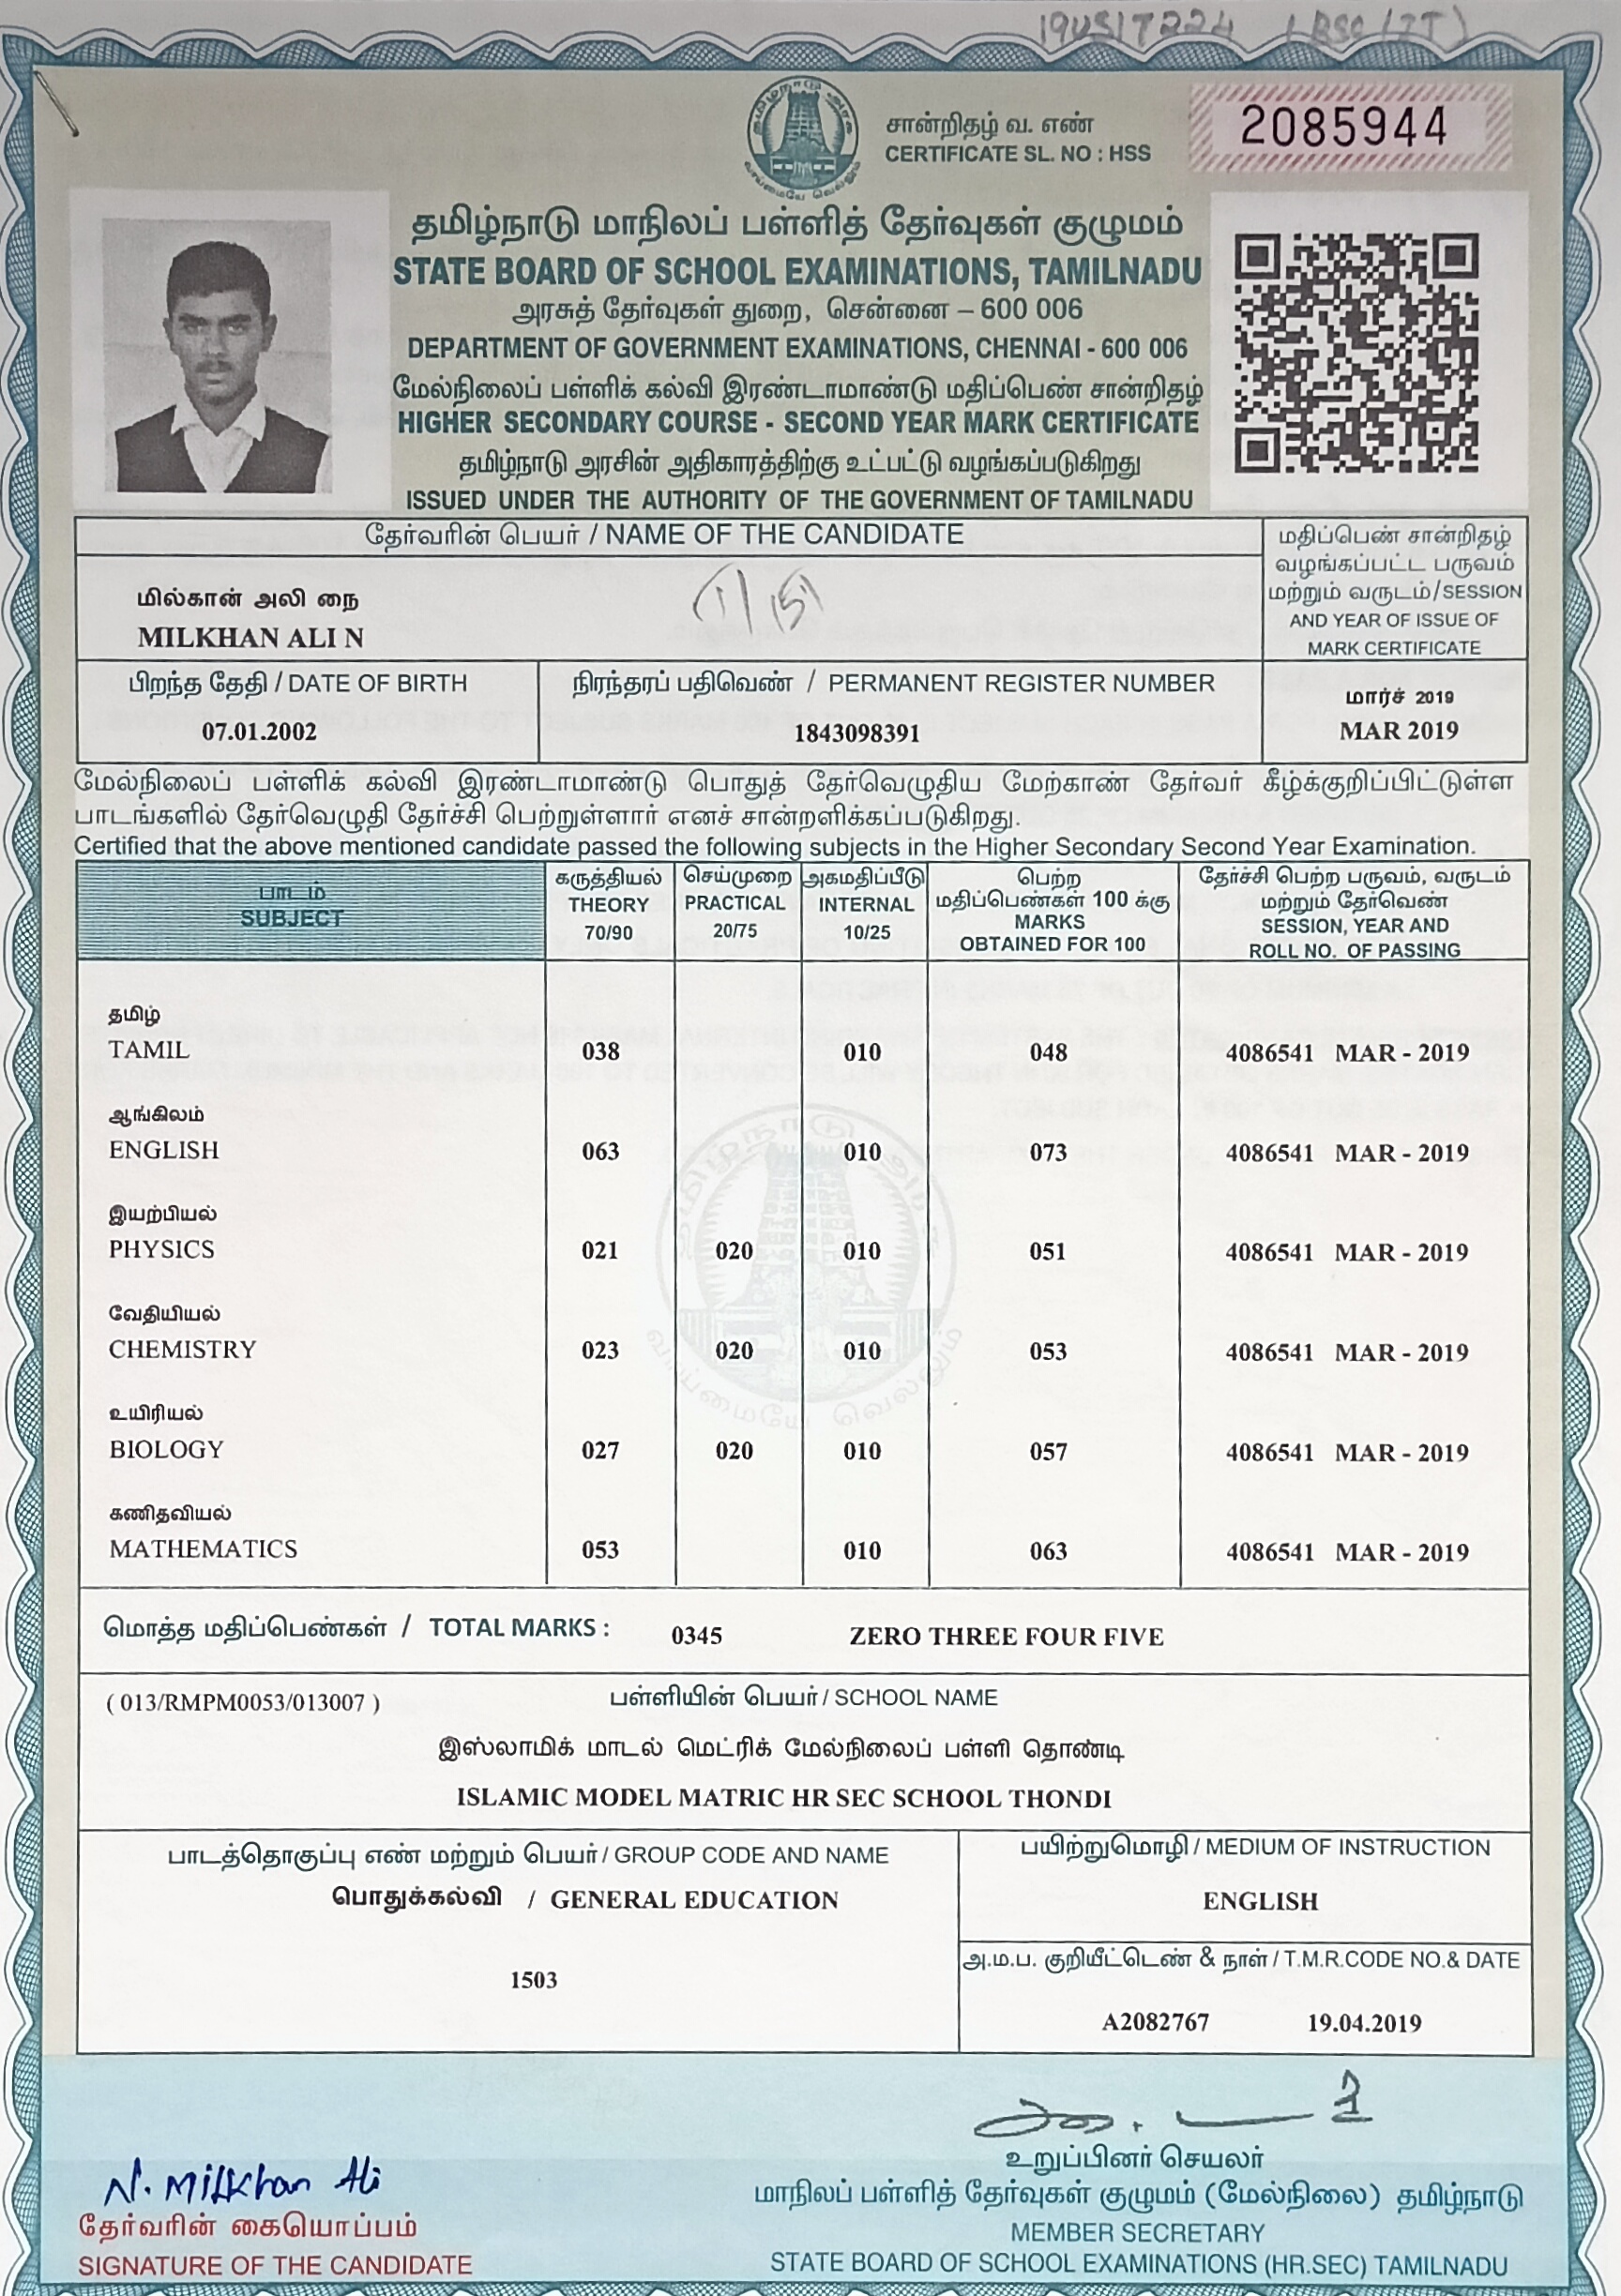 19US17224 (BSC (IT)
சான்றிதழ் வ. எண்
CERTIFICATE SL. NO : HSS
2085944
தமிழ்நாடு மாநிலப் பள்ளித் தேர்வுகள் குழுமம்
STATE BOARD OF SCHOOL EXAMINATIONS, TAMILNADU
அரசுத் தேர்வுகள் துறை, சென்னை – 600 006
DEPARTMENT OF GOVERNMENT EXAMINATIONS, CHENNAI - 600 006
மேல்நிலைப் பள்ளிக் கல்வி இரண்டாமாண்டு மதிப்பெண் சான்றிதழ்
HIGHER SECONDARY COURSE - SECOND YEAR MARK CERTIFICATE
தமிழ்நாடு அரசின் அதிகாரத்திற்கு உட்பட்டு வழங்கப்படுகிறது
ISSUED UNDER THE AUTHORITY OF THE GOVERNMENT OF TAMILNADU
தேர்வரின் பெயர் / NAME OF THE CANDIDATE
மில்கான் அலி நை
MILKHAN ALI N
மதிப்பெண் சான்றிதழ்
வழங்கப்பட்ட பருவம்
மற்றும் வருடம்/SESSION
AND YEAR OF ISSUE OF
MARK CERTIFICATE
பிறந்த தேதி / DATE OF BIRTH
07.01.2002
நிரந்தரப் பதிவெண் / PERMANENT REGISTER NUMBER
1843098391
மார்ச் 2019
MAR 2019
மேல்நிலைப் பள்ளிக் கல்வி இரண்டாமாண்டு பொதுத் தேர்வெழுதிய மேற்காண் தேர்வர் கீழ்க்குறிப்பிட்டுள்ள
பாடங்களில் தேர்வெழுதி தேர்ச்சி பெற்றுள்ளார் எனச் சான்றளிக்கப்படுகிறது.
Certified that the above mentioned candidate passed the following subjects in the Higher Secondary Second Year Examination.
பாடம்
SUBJECT
கருத்தியல்
THEORY
70/90
செய்முறை
PRACTICAL
20/75
அகமதிப்பீடு
INTERNAL
10/25
பெற்ற
மதிப்பெண்கள் 100 க்கு
MARKS
OBTAINED FOR 100
தேர்ச்சி பெற்ற பருவம், வருடம்
மற்றும் தேர்வெண்
SESSION, YEAR AND
ROLL NO. OF PASSING
தமிழ்
TAMIL 038 010 048 4086541 MAR - 2019
ஆங்கிலம்
ENGLISH 063 010 073 4086541 MAR - 2019
இயற்பியல்
PHYSICS 021 020 010 051 4086541 MAR - 2019
வேதியியல்
CHEMISTRY 023 020 010 053 4086541 MAR - 2019
உயிரியல்
BIOLOGY 027 020 010 057 4086541 MAR - 2019
கணிதவியல்
MATHEMATICS 053 010 063 4086541 MAR - 2019
மொத்த மதிப்பெண்கள் / TOTAL MARKS : 0345 ZERO THREE FOUR FIVE
( 013/RMPM0053/013007 ) பள்ளியின் பெயர் / SCHOOL NAME
இஸ்லாமிக் மாடல் மெட்ரிக் மேல்நிலைப் பள்ளி தொண்டி
ISLAMIC MODEL MATRIC HR SEC SCHOOL THONDI
பாடத்தொகுப்பு எண் மற்றும் பெயர் / GROUP CODE AND NAME
பொதுக்கல்வி / GENERAL EDUCATION
1503
பயிற்றுமொழி / MEDIUM OF INSTRUCTION
ENGLISH
அ.ம.ப. குறியீட்டெண் & நாள் / T.M.R.CODE NO.& DATE
A2082767 19.04.2019
N. Milkhan Ali
தேர்வரின் கையொப்பம்
SIGNATURE OF THE CANDIDATE
உறுப்பினர் செயலர்
மாநிலப் பள்ளித் தேர்வுகள் குழுமம் (மேல்நிலை) தமிழ்நாடு
MEMBER SECRETARY
STATE BOARD OF SCHOOL EXAMINATIONS (HR.SEC) TAMILNADU